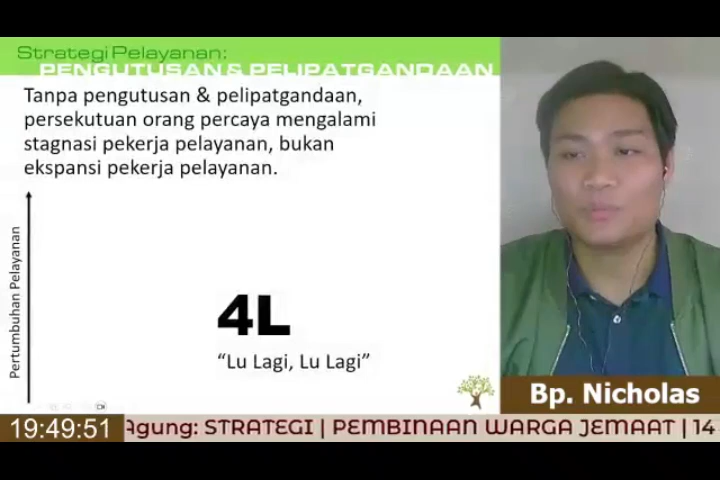 Strategi Pelayanan:
PENGUTUSAN & PELIPATGANDAAN
Tanpa pengutusan & pelipatgandaan,
persekutuan orang percaya mengalami
stagnasi pekerja pelayanan, bukan
ekspansi pekerja pelayanan.
Pertumbuhan Pelayanan
4L
“Lu Lagi, Lu Lagi”
Bp. Nicholas
19:49:51 Agung: STRATEGI | PEMBINAAN WARGA JEMAAT | 14